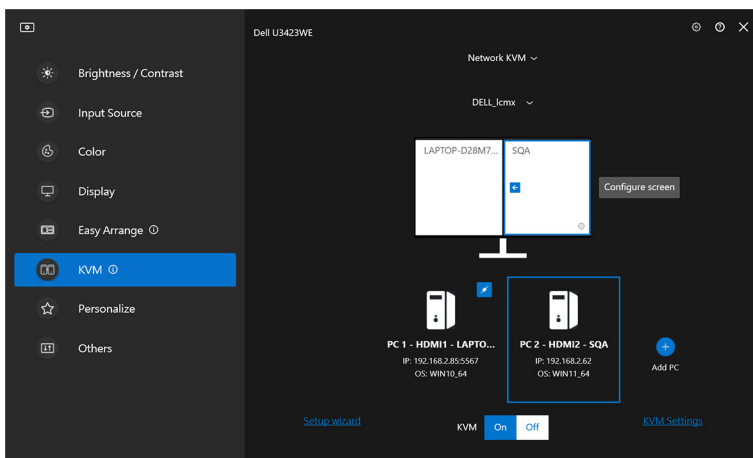 Dell U3423WE
Brightness / Contrast
Input Source
Color
Display
Easy Arrange
KVM
Personalize
Others
Network KVM
DELL_lcmx
LAPTOP-D28M7...
SQA
Configure screen
PC 1 - HDMI1 - LAPTO...
IP: 192.168.2.85:5567
OS: WIN10_64
PC 2 - HDMI2 - SQA
IP: 192.168.2.62
OS: WIN11_64
Add PC
Setup wizard
KVM On Off
KVM Settings